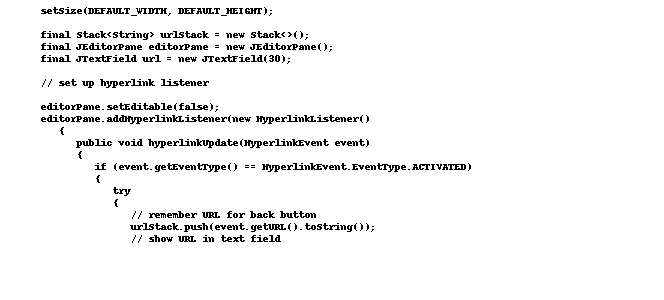 setSize(DEFAULT_WIDTH, DEFAULT_HEIGHT);
final Stack<String> urlStack = new Stack<>();
final JEditorPane editorPane = new JEditorPane();
final JTextField url = new JTextField(30);
// set up hyperlink listener
editorPane.setEditable(false);
editorPane.addHyperlinkListener(new HyperlinkListener()
{
public void hyperlinkUpdate(HyperlinkEvent event)
{
if (event.getEventType() == HyperlinkEvent.EventType.ACTIVATED)
{
try
{
// remember URL for back button
urlStack.push(event.getURL().toString());
// show URL in text field